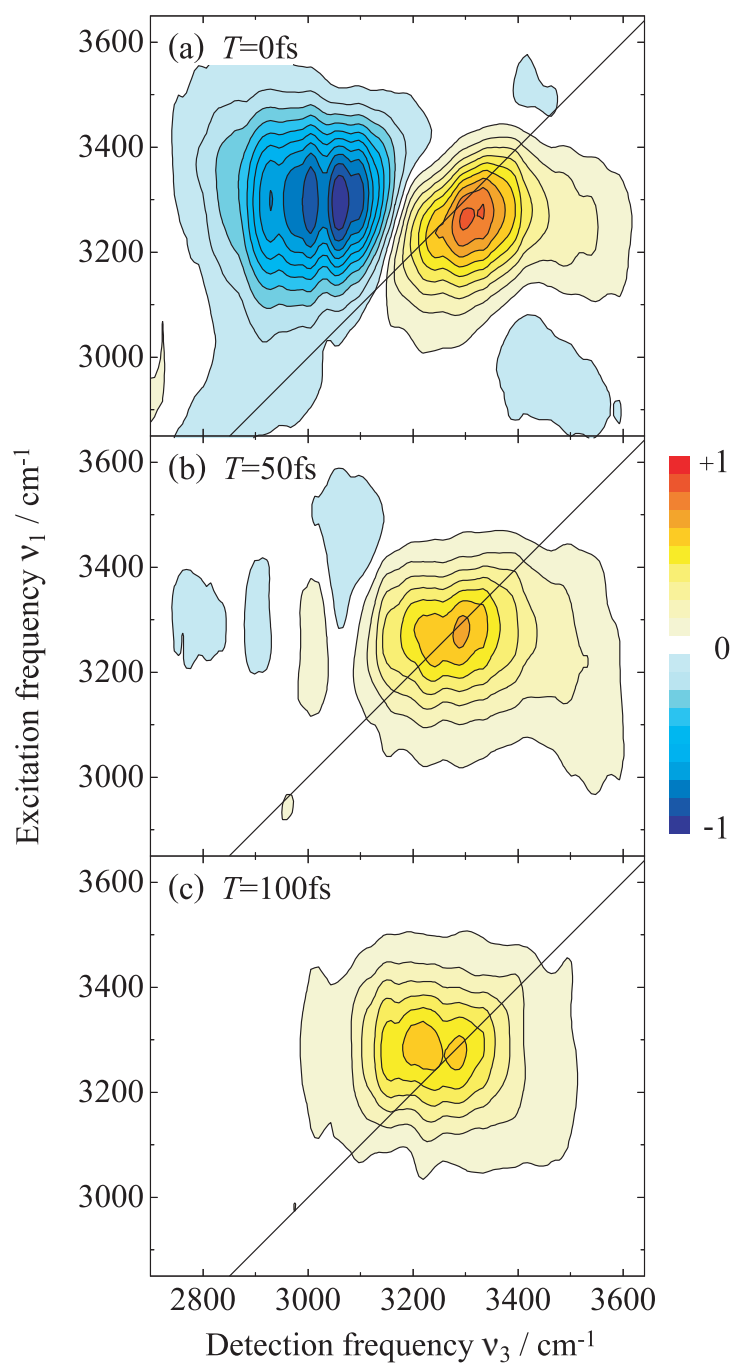 (a) T=0fs
3600
3400
3200
3000
(b) T=50fs
3600
3400
3200
3000
(c) T=100fs
3600
3400
3200
3000
2800 3000 3200 3400 3600
Detection frequency ν3 / cm-1
Excitation frequency ν1 / cm-1
+1
0
-1